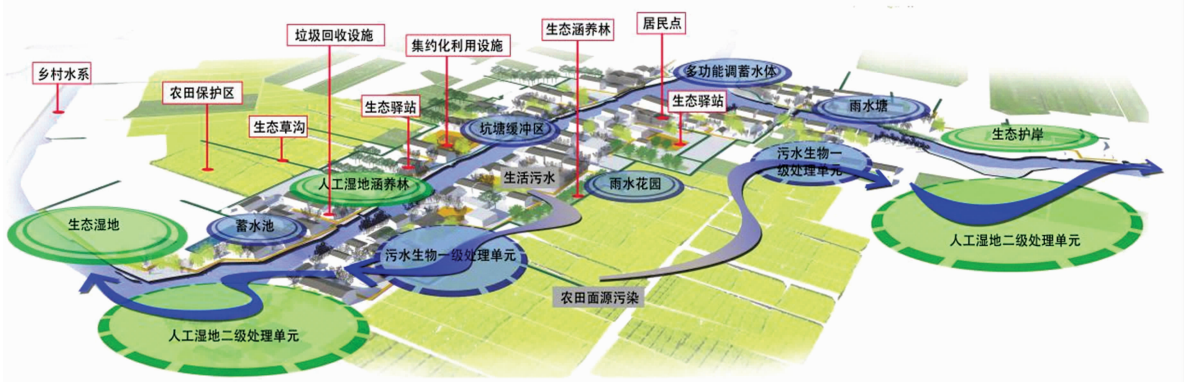 生态涵养林
居民点
垃圾回收设施
集约化利用设施
乡村水系
多功能调蓄水体
农田保护区
生态驿站
生态驿站
雨水塘
生态草沟
坑塘缓冲区
生态护岸
污水生物一
级处理单元
人工湿地涵养林
生活污水
雨水花园
生态湿地
蓄水池
人工湿地二级处理单元
污水生物一级处理单元
农田面源污染
人工湿地二级处理单元